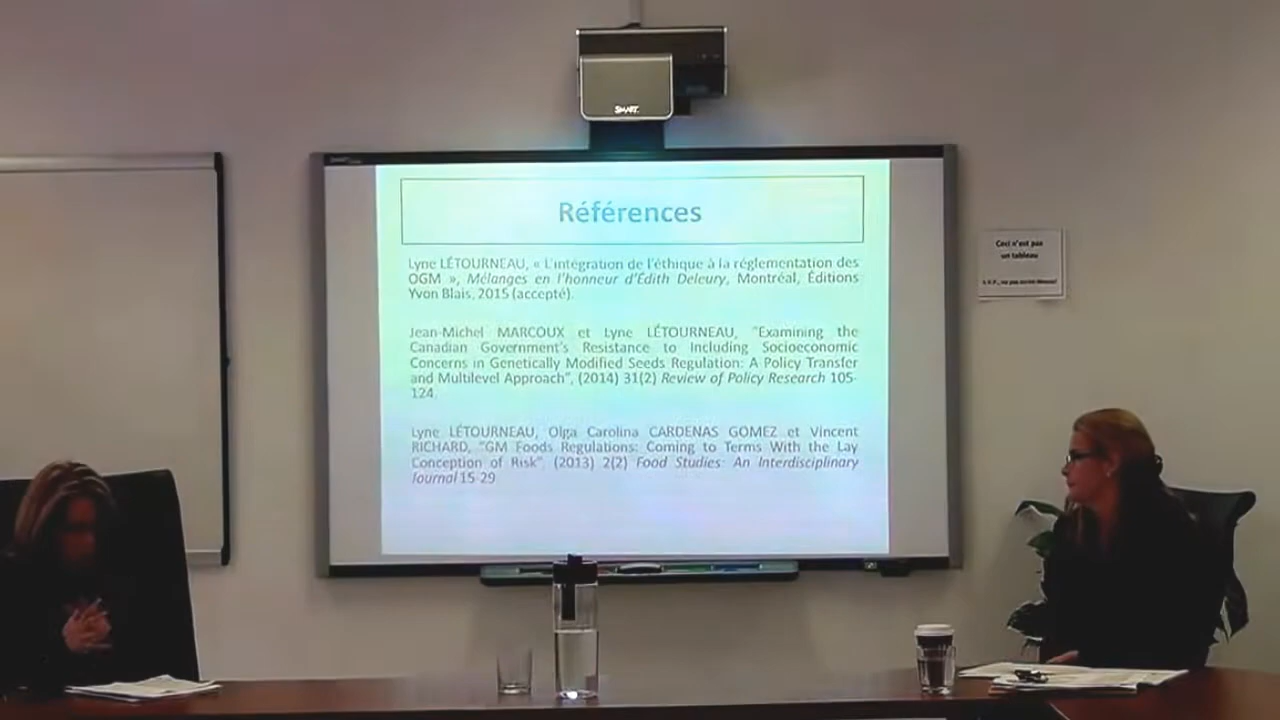 SMART
Références
Lyne LÉTOURNEAU, « L'intégration de l'éthique à la réglementation des
OGM », Mélanges en l'honneur d'Édith Deleury, Montréal, Éditions
Yvon Blais, 2015 (accepté).
Jean-Michel MARCOUX et Lyne LÉTOURNEAU, "Examining the
Canadian Government's Resistance to Including Socioeconomic
Concerns in Genetically Modified Seeds Regulation: A Policy Transfer
and Multilevel Approach", (2014) 31(2) Review of Policy Research 105-
124.
Lyne LÉTOURNEAU, Olga Carolina CARDENAS GOMEZ et Vincent
RICHARD, "GM Foods Regulations: Coming to Terms With the Lay
Conception of Risk", (2013) 2(2) Food Studies: An Interdisciplinary
Journal 15-29
Ceci n'est pas
un tableau
S.V.P., ne pas écrire dessus!